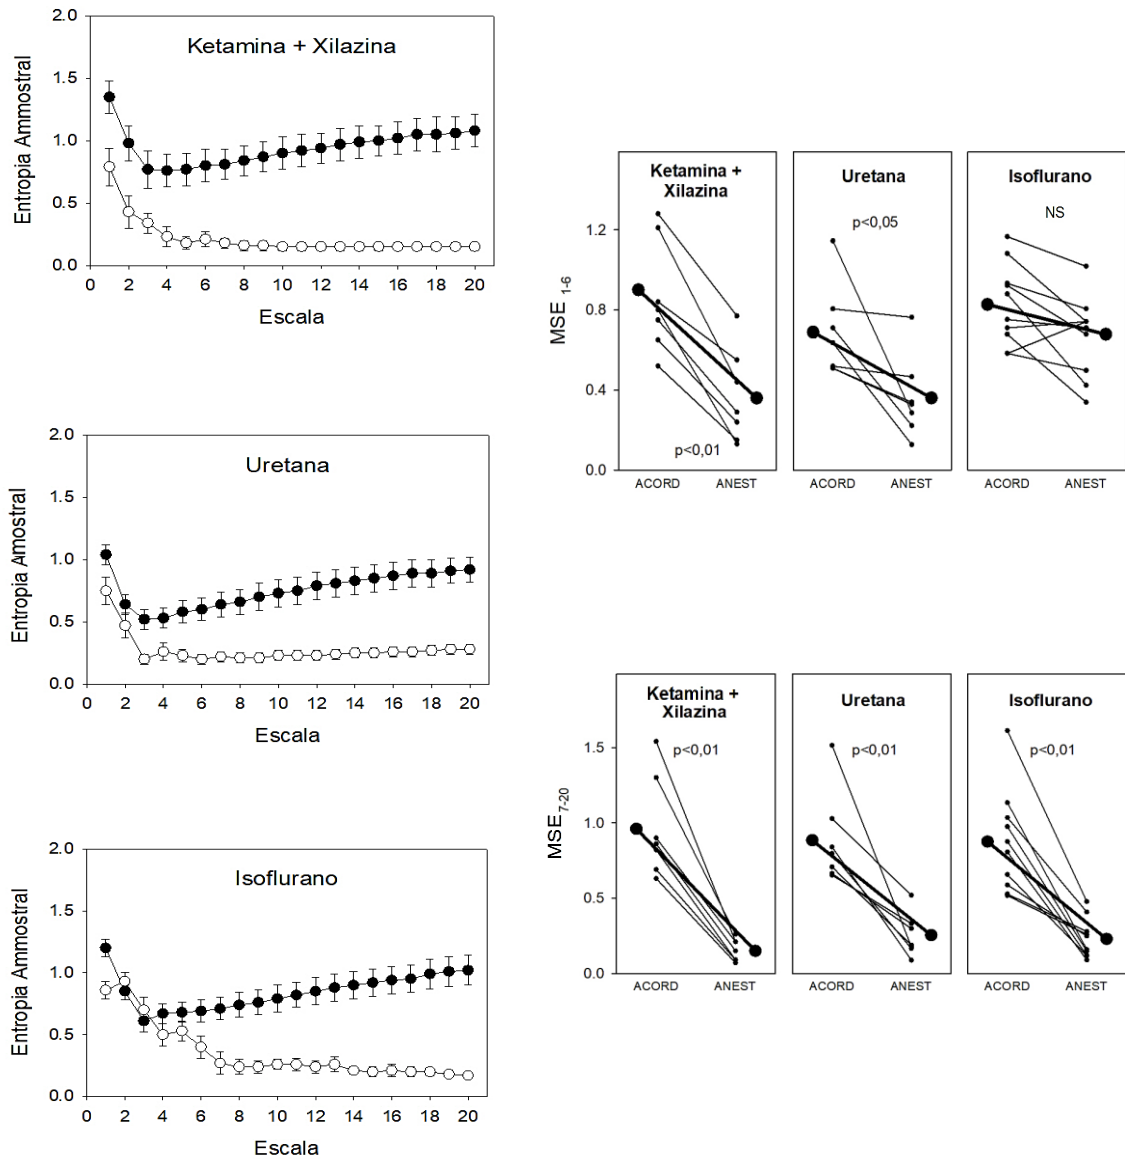 2.0
1.5
1.0
0.5
0.0
Entropia Ammostral
Ketamina + Xilazina
0 2 4 6 8 10 12 14 16 18 20
Escala
2.0
1.5
1.0
0.5
0.0
Entropia Amostral
Uretana
0 2 4 6 8 10 12 14 16 18 20
Escala
2.0
1.5
1.0
0.5
0.0
Entropia Ammostral
Isoflurano
0 2 4 6 8 10 12 14 16 18 20
Escala
MSE 1-6
1.2
0.8
0.4
0.0
Ketamina +
Xilazina
p<0,01
ACORD ANEST
Uretana
p<0,05
ACORD ANEST
Isoflurano
NS
ACORD ANEST
MSE7-20
1.5
1.0
0.5
0.0
Ketamina +
Xilazina
p<0,01
ACORD ANEST
Uretana
p<0,01
ACORD ANEST
Isoflurano
p<0,01
ACORD ANEST